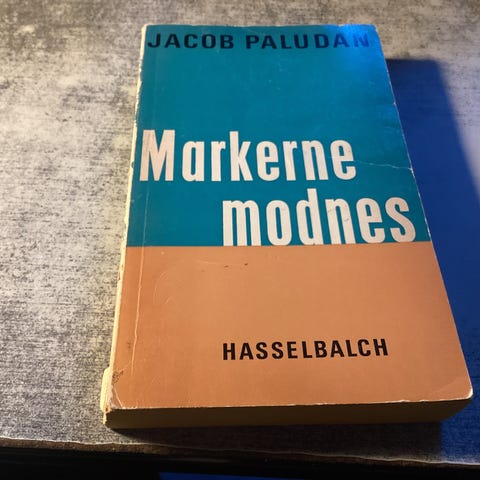 JACOB PALUDAN
Markerne
modnes
HASSELBALCH